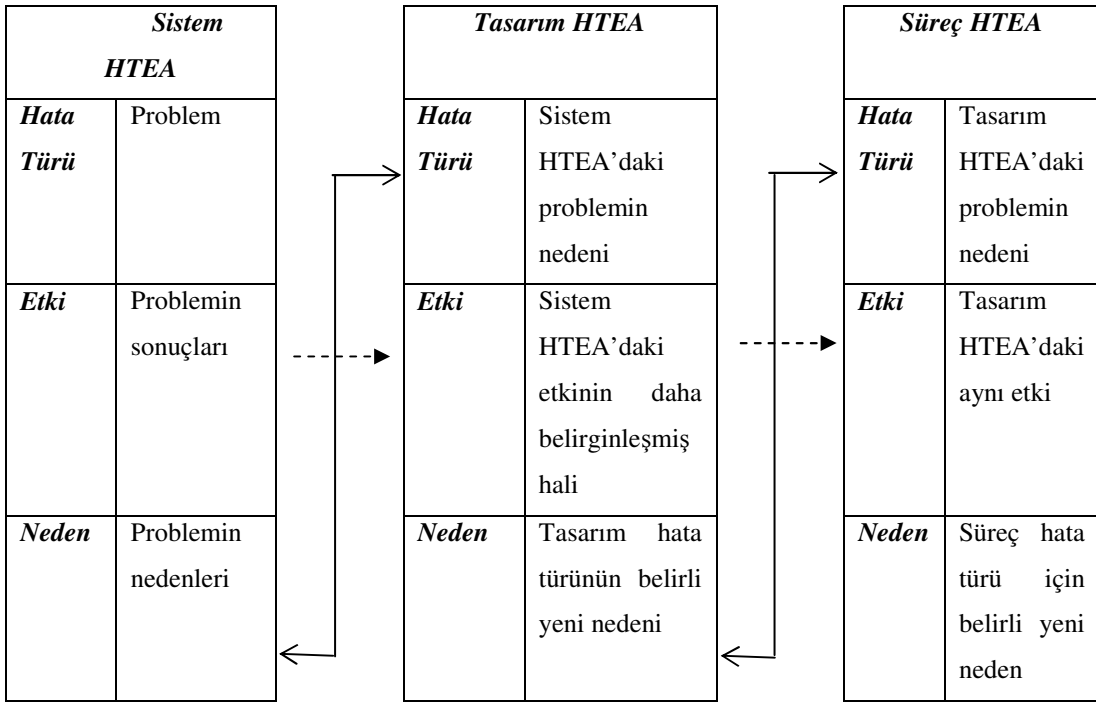 Sistem
HTEA
Hata
Türü
Problem
Etki
Problemin
sonuçları
Neden
Problemin
nedenleri
Tasarım HTEA
Hata
Türü
Sistem
HTEA’daki
problemin
nedeni
Etki
Sistem
HTEA’daki
etkinin daha
belirginleşmiş
hali
Neden
Tasarım hata
türünün belirli
yeni nedeni
Süreç HTEA
Hata
Türü
Tasarım
HTEA’daki
problemin
nedeni
Etki
Tasarım
HTEA’daki
aynı etki
Neden
Süreç hata
türü için
belirli yeni
neden